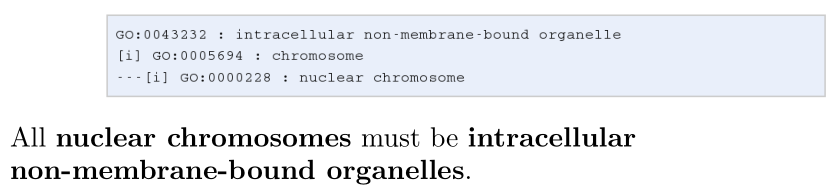 GO:0043232 : intracellular non-membrane-bound organelle
[i] GO:0005694 : chromosome
---[i] GO:0000228 : nuclear chromosome
All nuclear chromosomes must be intracellular
non-membrane-bound organelles.